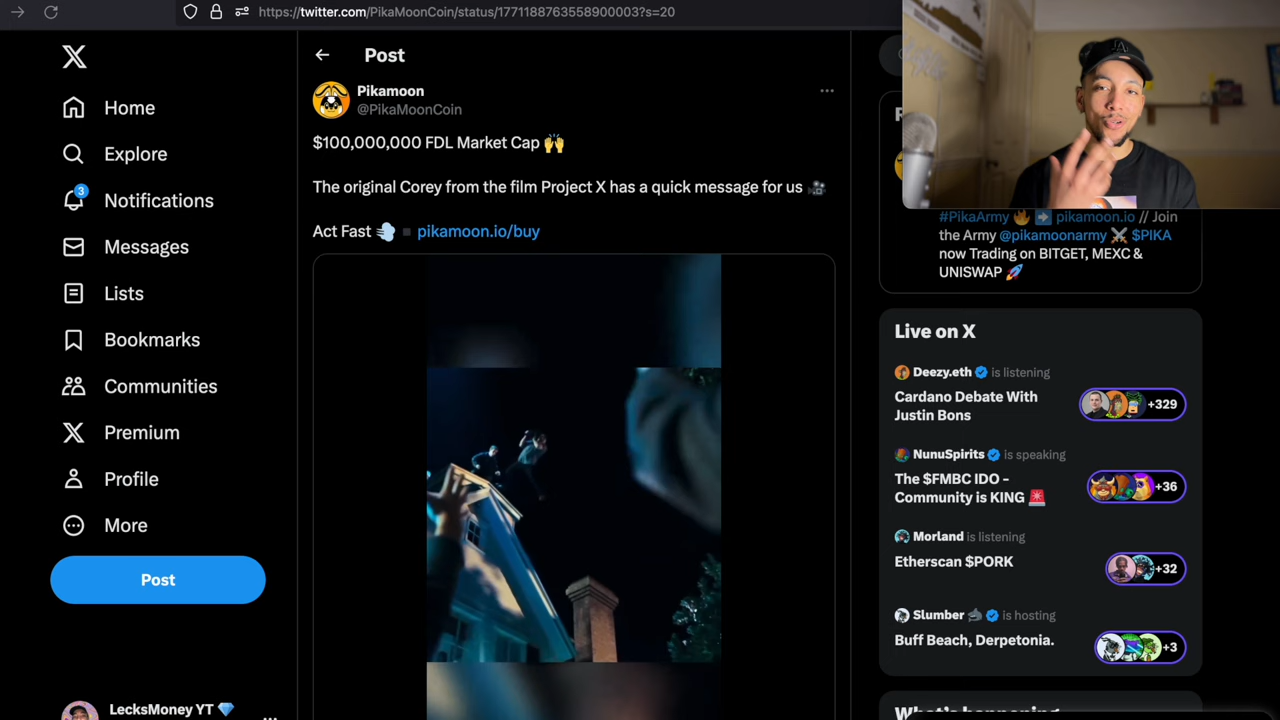 https://twitter.com/PikaMoonCoin/status/1771188763558900003?s=20
Home
Explore
3
Notifications
Messages
Lists
Bookmarks
Communities
Premium
Profile
More
Post
LecksMoney YT 💎
Post
Pikamoon
@PikaMoonCoin
$100,000,000 FDL Market Cap 🙌
The original Corey from the film Project X has a quick message for us 🎥
Act Fast 💨 ▪️ pikamoon.io/buy
#PikaArmy 🔥 ➡️ pikamoon.io // Join
the Army @pikamoonarmy ⚔️ $PIKA
now Trading on BITGET, MEXC &
UNISWAP 🚀
Live on X
Deezy.eth is listening
Cardano Debate With
Justin Bons
+329
NunuSpirits is speaking
The $FMBC IDO -
Community is KING 🚨
+36
Morland is listening
Etherscan $PORK
+32
Slumber 🦈 is hosting
Buff Beach, Derpetonia.
+3
What's happening